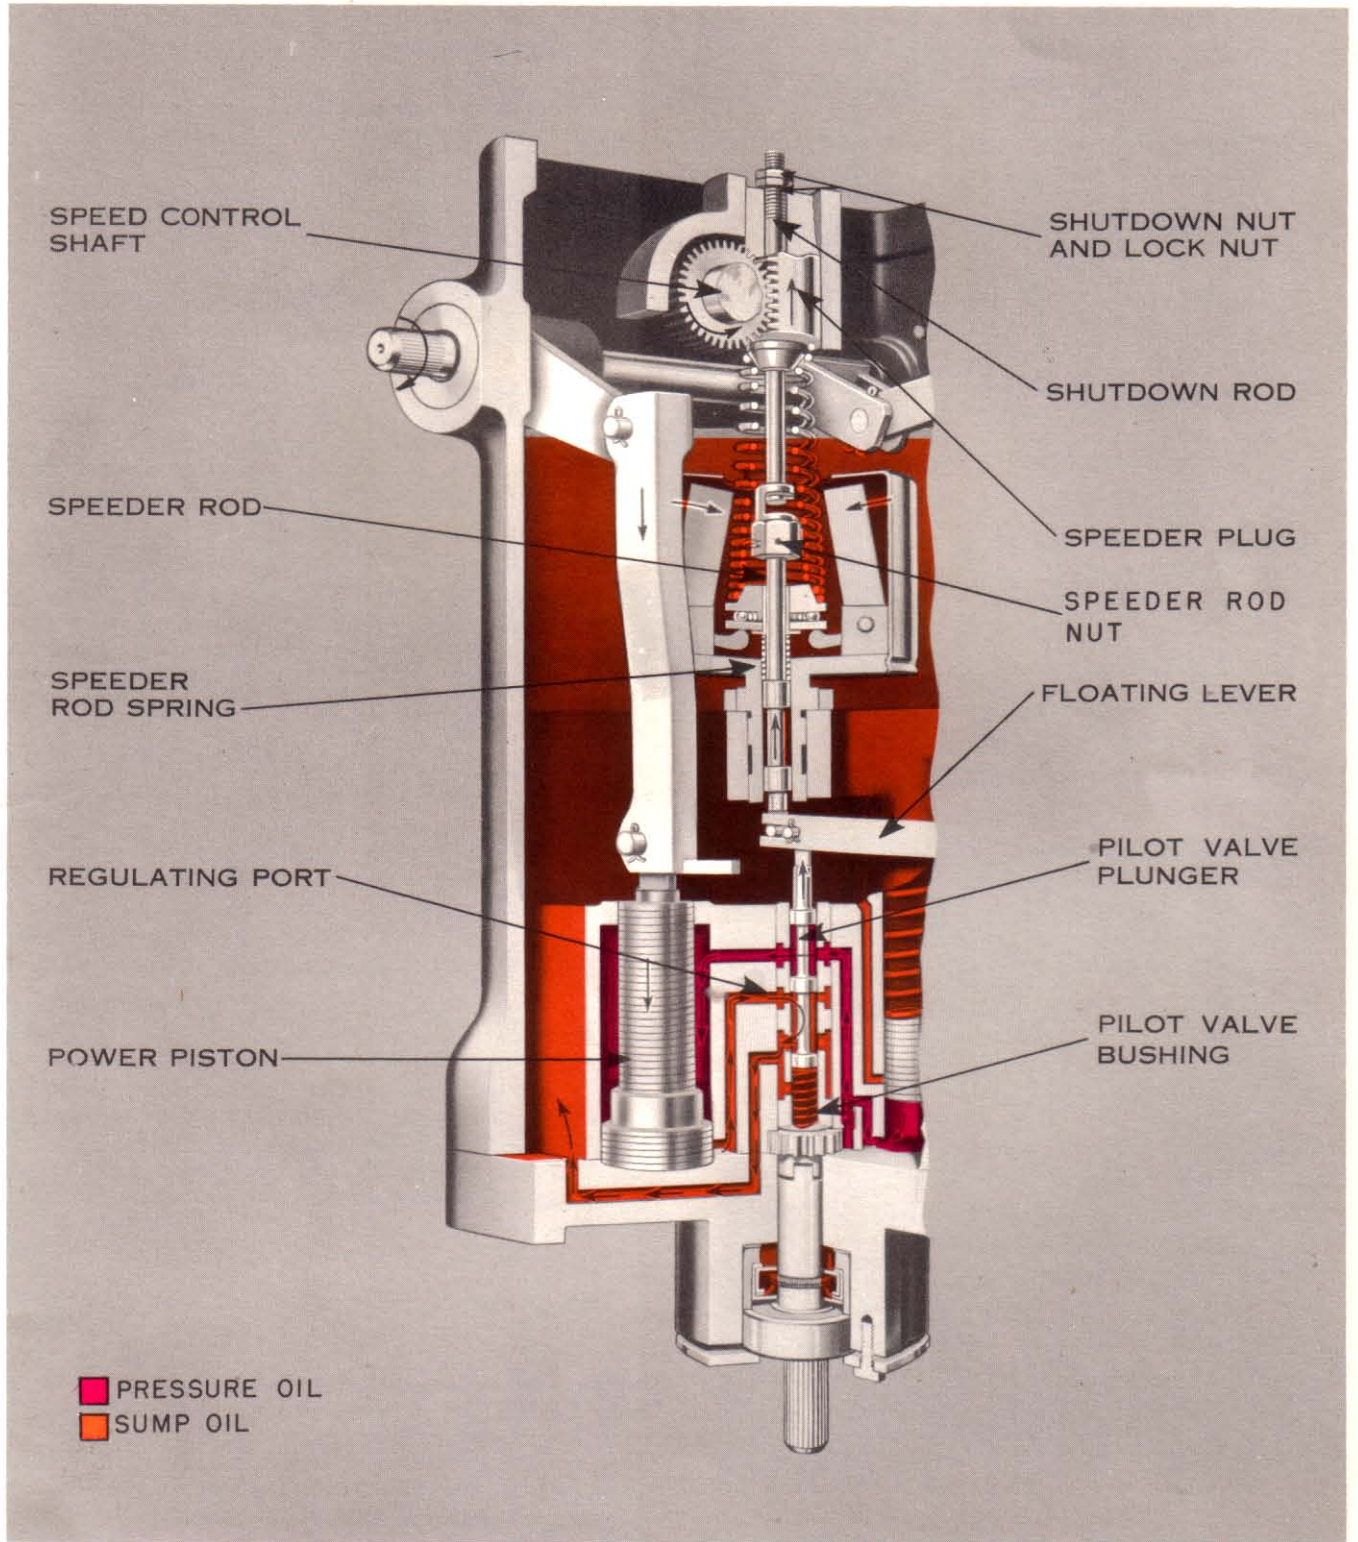 SPEED CONTROL
SHAFT
SHUTDOWN NUT
AND LOCK NUT
SHUTDOWN ROD
SPEEDER ROD
SPEEDER PLUG
SPEEDER ROD
NUT
SPEEDER
ROD SPRING
FLOATING LEVER
REGULATING PORT
PILOT VALVE
PLUNGER
POWER PISTON
PILOT VALVE
BUSHING
PRESSURE OIL
SUMP OIL